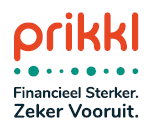 prikkl
Financieel Sterker.
Zeker Vooruit.